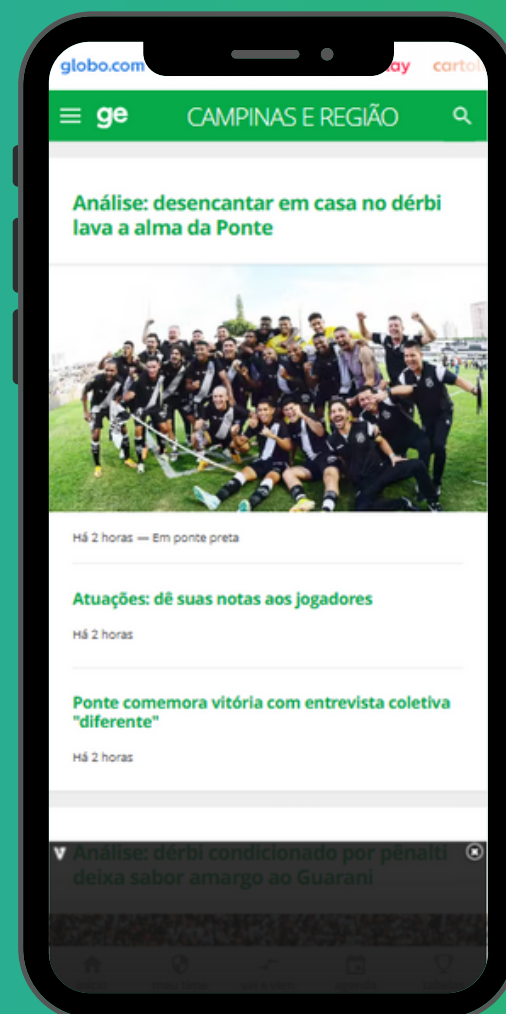 globo.com
ay
carto
ge
CAMPINAS E REGIÃO
Análise: desencantar em casa no dérbi
lava a alma da Ponte
Há 2 horas — Em ponte preta
Atuações: dê suas notas aos jogadores
Há 2 horas
Ponte comemora vitória com entrevista coletiva
"diferente"
Há 2 horas
Análise: dérbi condicionado por pênalti
deixa sabor amargo ao Guarani